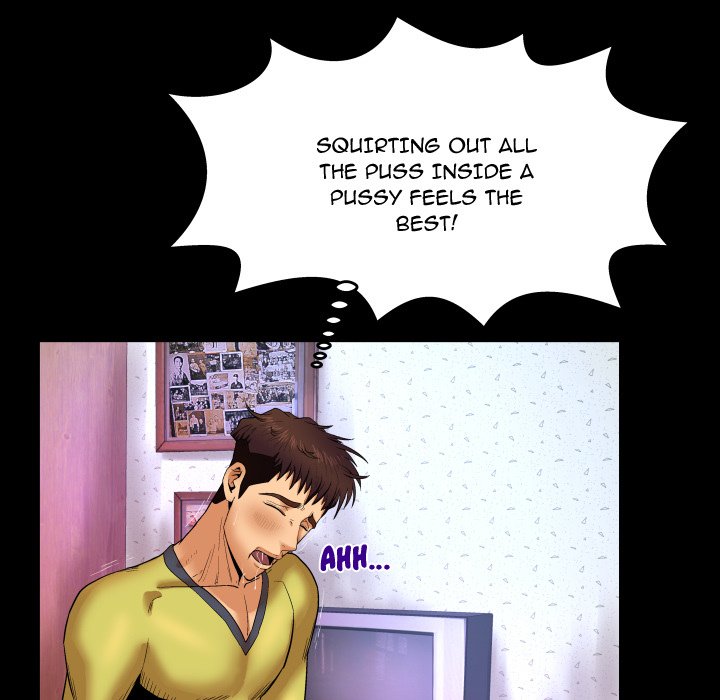 SQUIRTING OUT ALL
THE PUSS INSIDE A
PUSSY FEELS THE
BEST!
AHH...